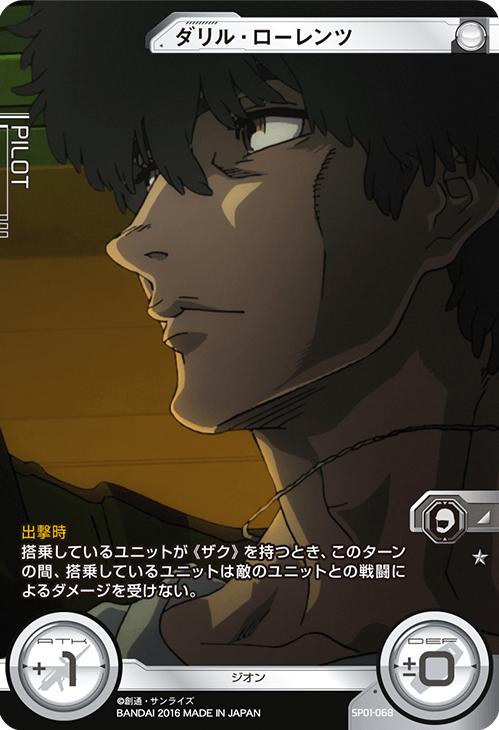 ダリル・ローレンツ
PILOT
出撃時
搭乗しているユニットが《ザク》を持つとき、このターン
の間、搭乗しているユニットは敵のユニットとの戦闘に
よるダメージを受けない。
ATK
+1
DEF
±0
ジオン
©創通・サンライズ
BANDAI 2016 MADE IN JAPAN
SP01-068